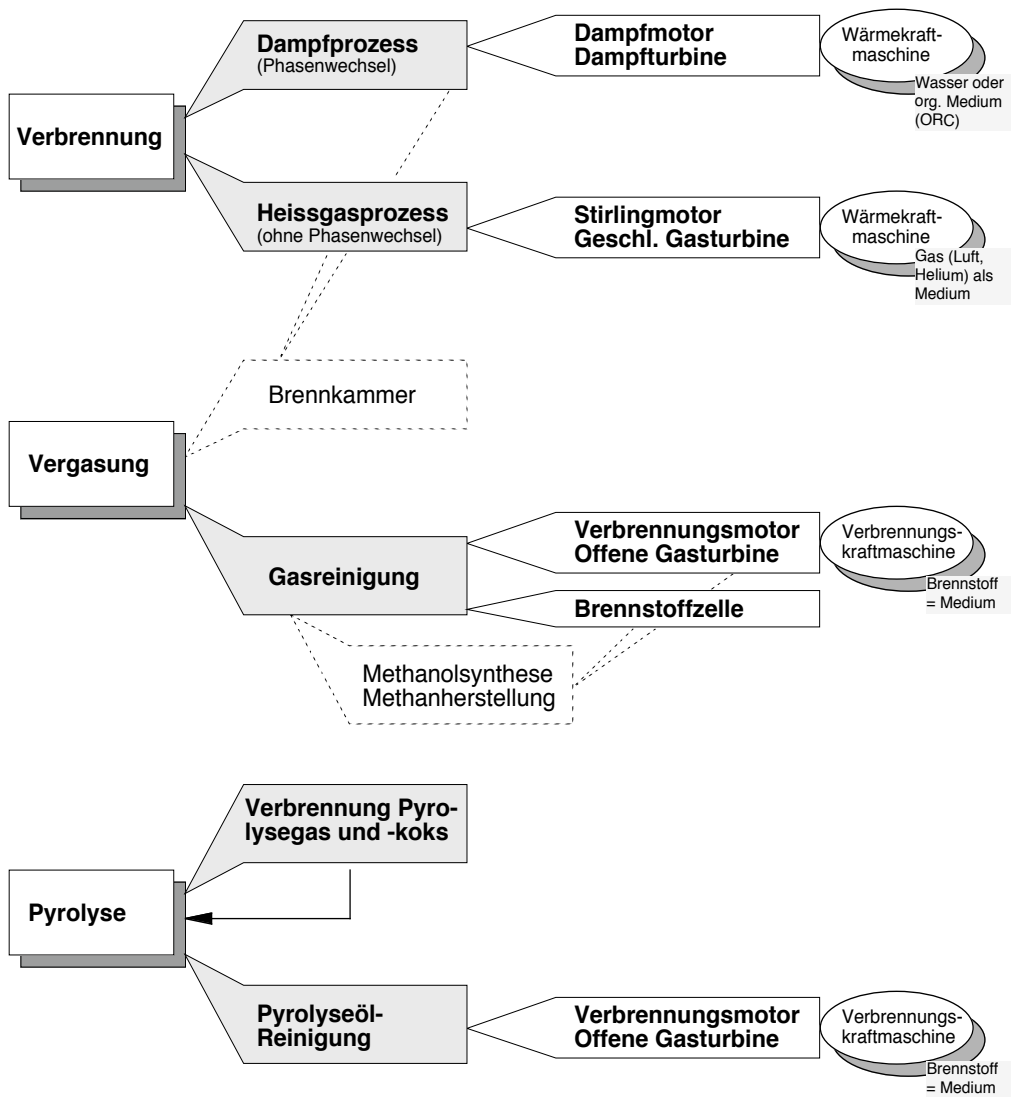 Dampfprozess
(Phasenwechsel)
Dampfmotor
Dampfturbine
Wärmekraft-
maschine
Wasser oder
org. Medium
(ORC)
Verbrennung
Heissgasprozess
(ohne Phasenwechsel)
Stirlingmotor
Geschl. Gasturbine
Wärmekraft-
maschine
Gas (Luft,
Helium) als
Medium
Brennkammer
Vergasung
Gasreinigung
Verbrennungsmotor
Offene Gasturbine
Verbrennungs-
kraftmaschine
Brennstoff
= Medium
Brennstoffzelle
Methanolsynthese
Methanherstellung
Verbrennung Pyro-
lysegas und -koks
Pyrolyse
Pyrolyseöl-
Reinigung
Verbrennungsmotor
Offene Gasturbine
Verbrennungs-
kraftmaschine
Brennstoff
= Medium